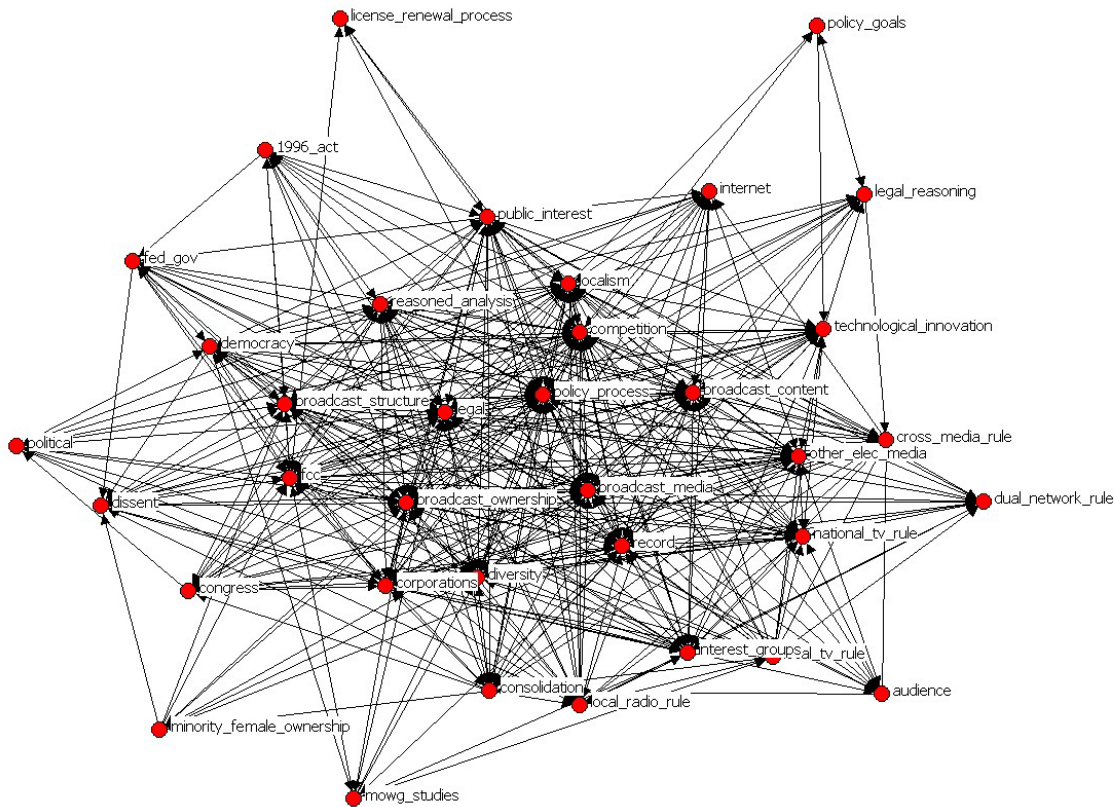 license_renewal_process
policy_goals
1996_act
internet
legal_reasoning
public_interest
fed_gov
localism
reasoned_analysis
competition
technological_innovation
democracy
broadcast_content
policy_process
broadcast_structure
legal
cross_media_rule
political
other_elec_media
fcc
broadcast_media
broadcast_ownership
dual_network_rule
dissent
national_tv_rule
record
diversity
corporations
congress
interest_groups
local_tv_rule
consolidation
audience
local_radio_rule
minority_female_ownership
mowg_studies